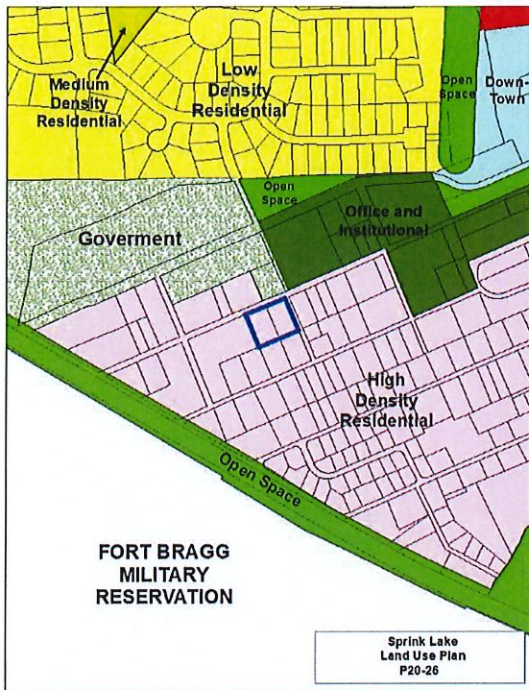 Medium
Density
Residential
Low
Density
Residential
Open
Space
Down-
Town
Open
Space
Office and
Institutional
Goverment
High
Density
Residential
Open Space
FORT BRAGG
MILITARY
RESERVATION
Sprink Lake
Land Use Plan
P20-26